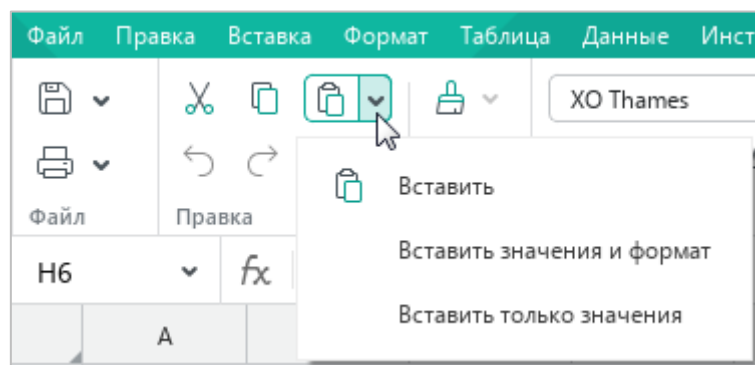 Файл Правка Вставка Формат Таблица Данные Инст
XO Thames
Вставить
Файл Правка
Вставить значения и формат
H6 fx
Вставить только значения
A